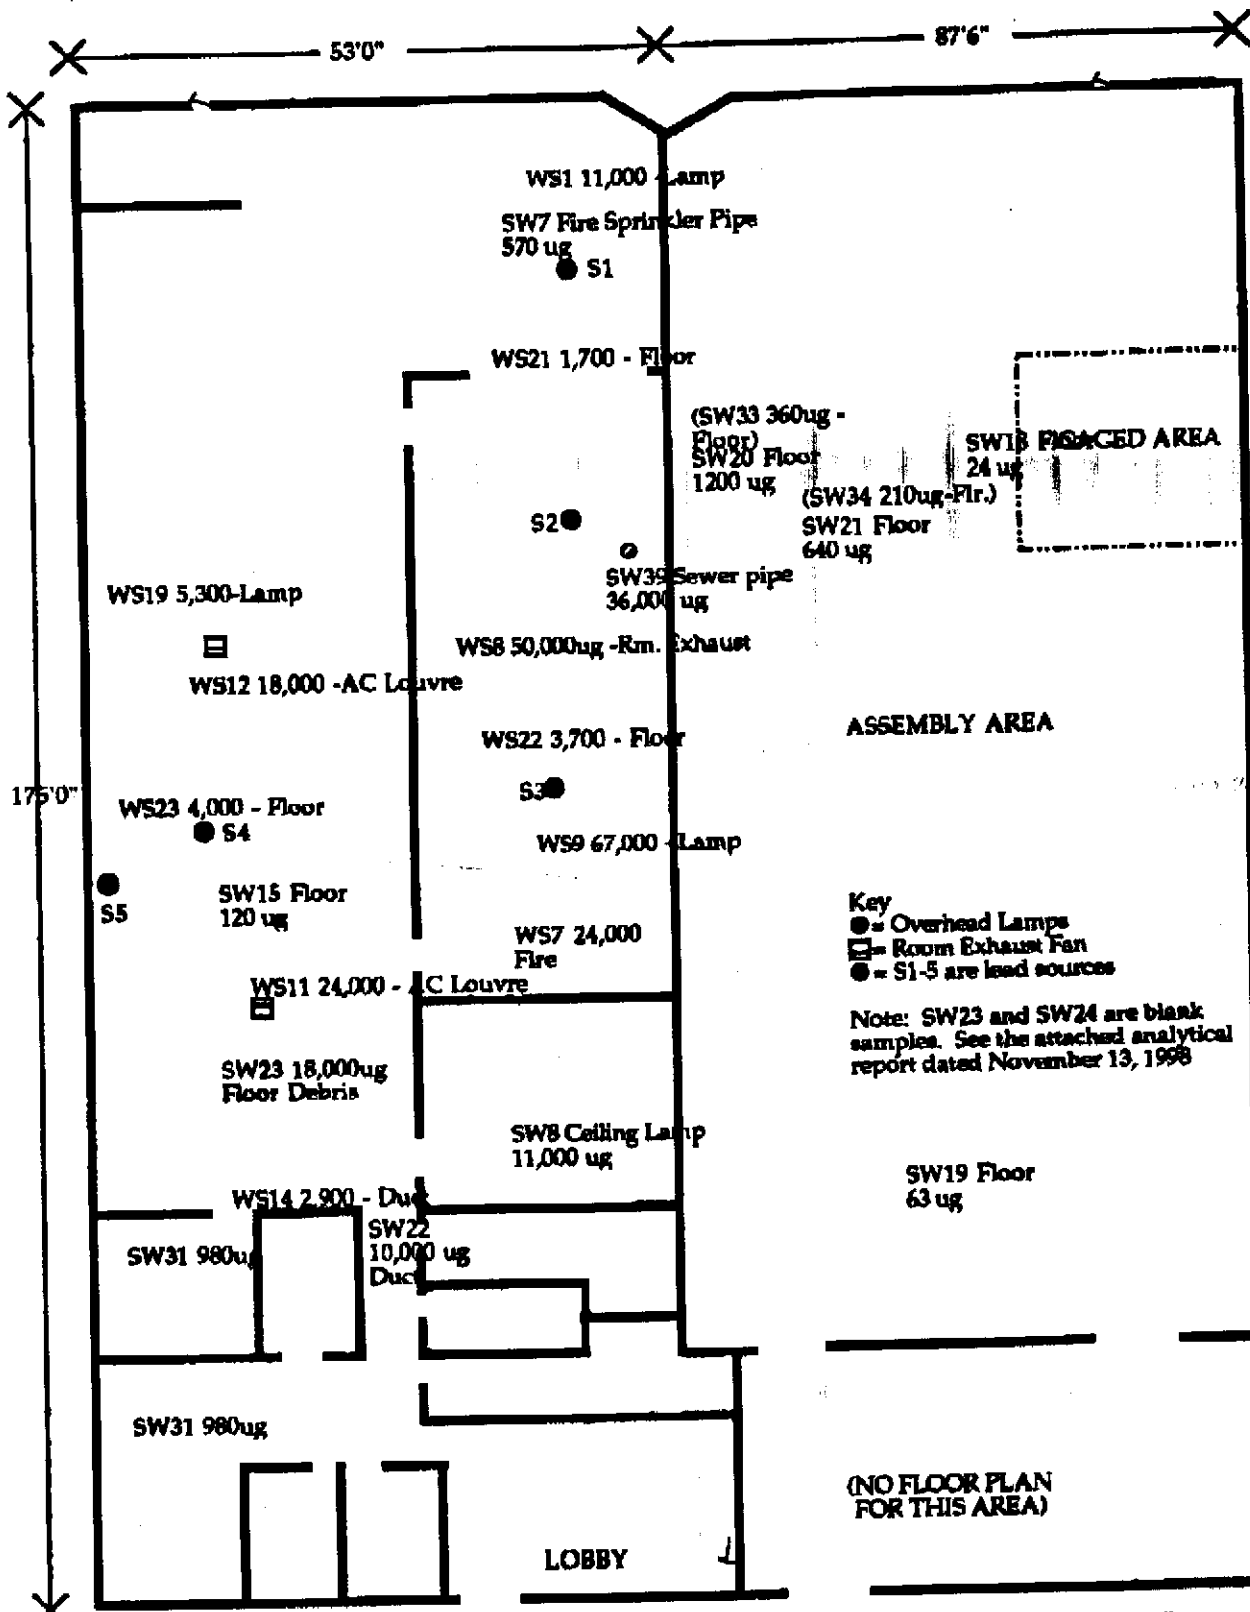 53'0"
87'6"
WS1 11,000 -Lamp
SW7 Fire Sprinkler Pipe
570 ug
S1
WS21 1,700 - Floor
(SW33 360ug -
Floor)
SW20 Floor
1200 ug
SW18 AREA
24 ug
(SW34 210ug-Flr.)
SW21 Floor
640 ug
S2
SW39 Sewer pipe
36,000 ug
WS19 5,300-Lamp
WS8 50,000ug -Rm. Exhaust
WS12 18,000 -AC Louvre
ASSEMBLY AREA
WS22 3,700 - Floor
175'0"
S3
WS23 4,000 - Floor
S4
WS9 67,000 -Lamp
S5
SW15 Floor
120 ug
WS7 24,000
Fire
Key
= Overhead Lamps
= Room Exhaust Fan
= S1-5 are lead sources
WS11 24,000 - AC Louvre
Note: SW23 and SW24 are blank
samples. See the attached analytical
report dated November 13, 1998
SW23 18,000ug
Floor Debris
SW8 Ceiling Lamp
11,000 ug
SW19 Floor
63 ug
WS14 2,900 - Duct
SW22
10,000 ug
Duct
SW31 980ug
SW31 980ug
(NO FLOOR PLAN
FOR THIS AREA)
LOBBY